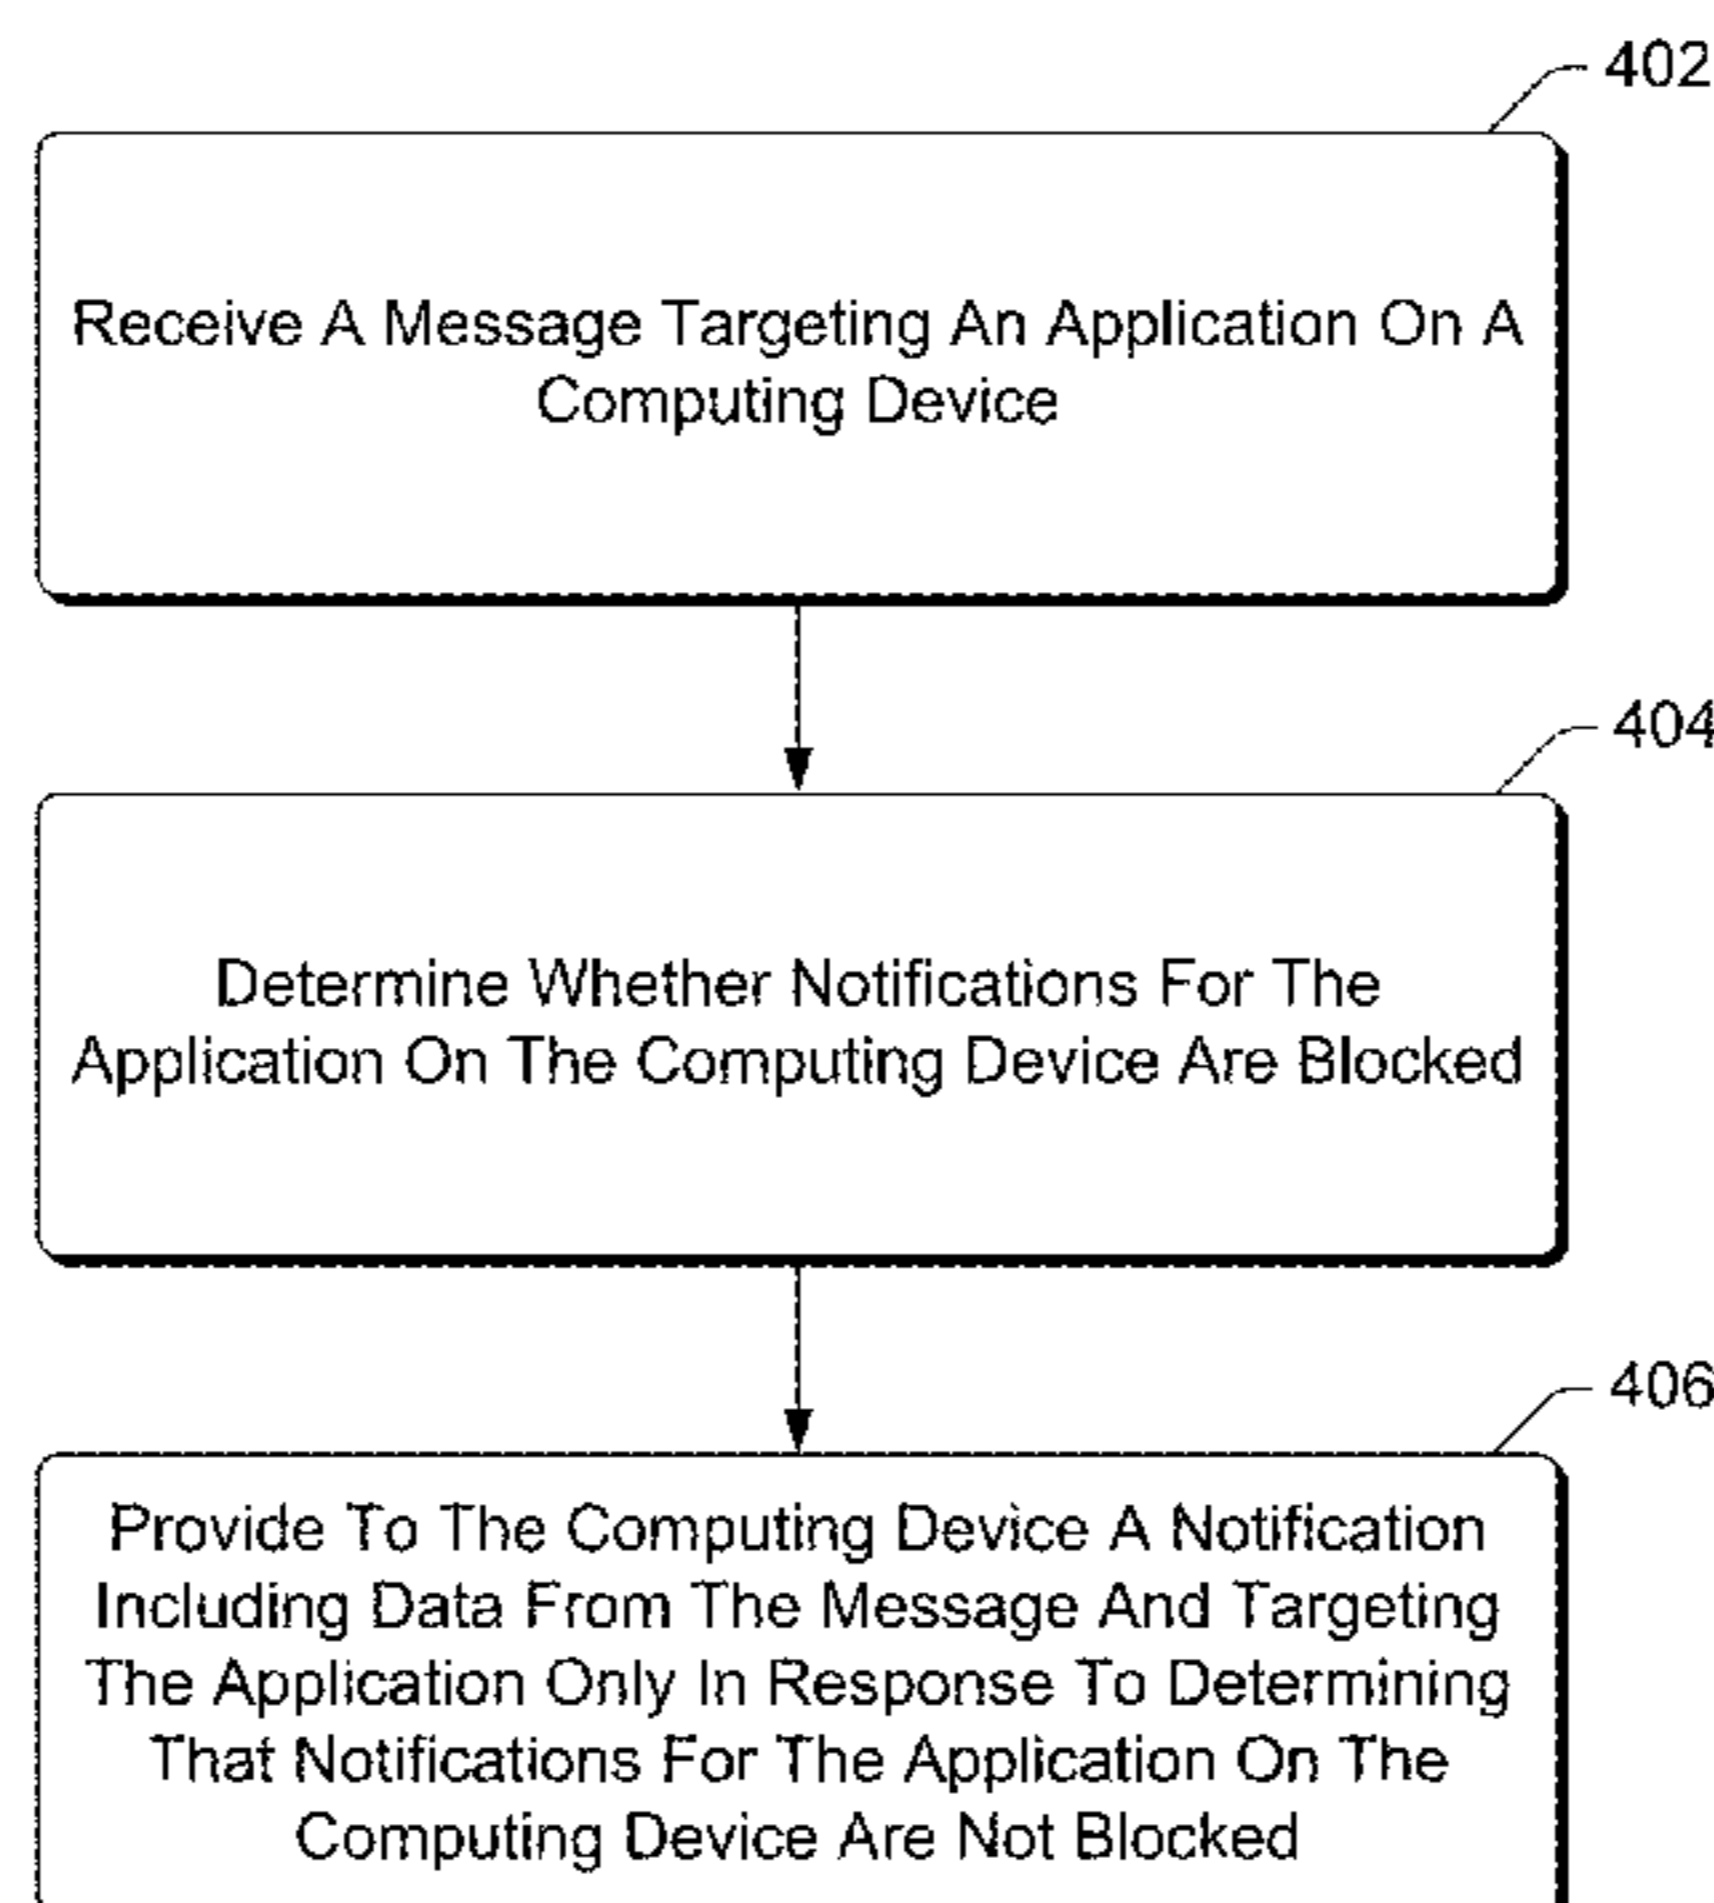 402
Receive A Message Targeting An Application On A
Computing Device
404
Determine Whether Notifications For The
Application On The Computing Device Are Blocked
406
Provide To The Computing Device A Notification
Including Data From The Message And Targeting
The Application Only In Response To Determining
That Notifications For The Application On The
Computing Device Are Not Blocked